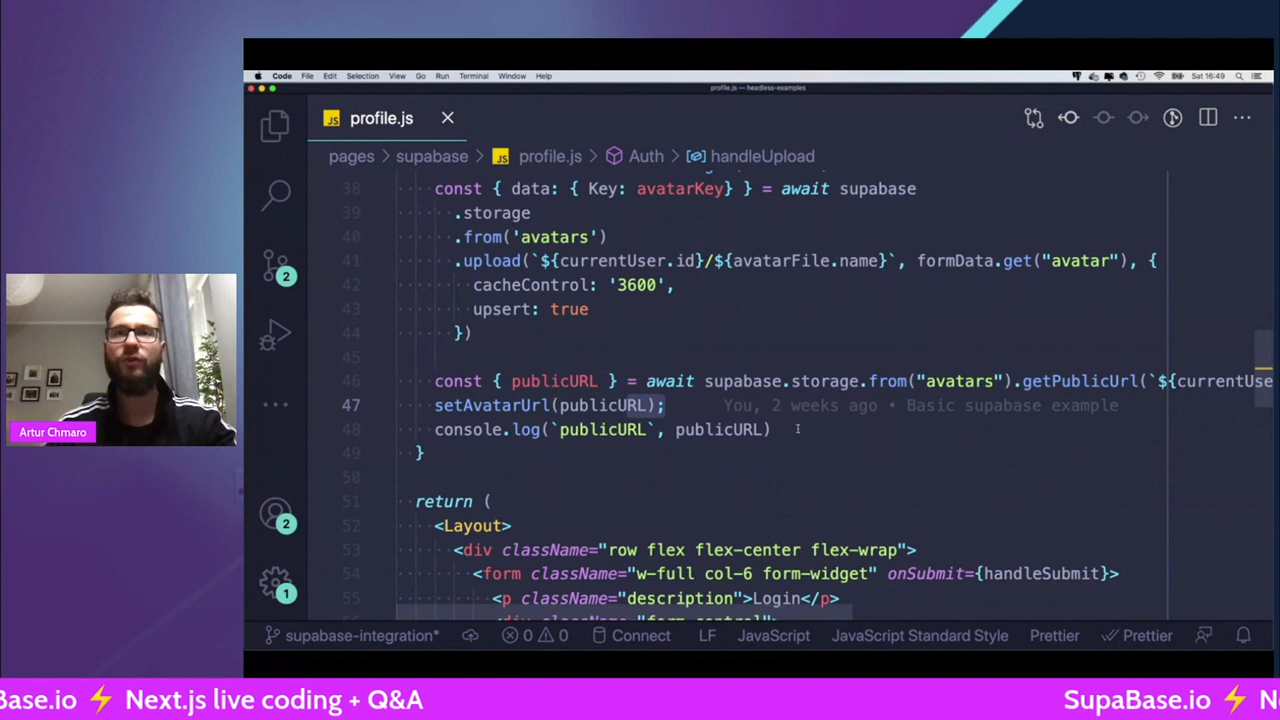 Code File Edit Selection View Go Run Terminal Window Help Sat 16:49
profile.js — headless-examples
JS profile.js
pages > supabase > JS profile.js > Auth > handleUpload
38 const { data: { Key: avatarKey} } = await supabase
39 .storage
40 .from('avatars')
41 .upload(`${currentUser.id}/${avatarFile.name}`, formData.get("avatar"), {
42 cacheControl: '3600',
43 upsert: true
44 })
45
46 const { publicURL } = await supabase.storage.from("avatars").getPublicUrl(`${currentUse
47 setAvatarUrl(publicURL); You, 2 weeks ago • Basic supabase example
48 console.log(`publicURL`, publicURL)
49 }
50
51 return (
52 <Layout>
53 <div className="row flex flex-center flex-wrap">
54 <form className="w-full col-6 form-widget" onSubmit={handleSubmit}>
55 <p className="description">Login</p>
2
2
1
Artur Chmaro
supabase-integration* 0 0 Connect LF JavaScript JavaScript Standard Style Prettier Prettier
Base.io ⚡ Next.js live coding + Q&A SupaBase.io ⚡ N